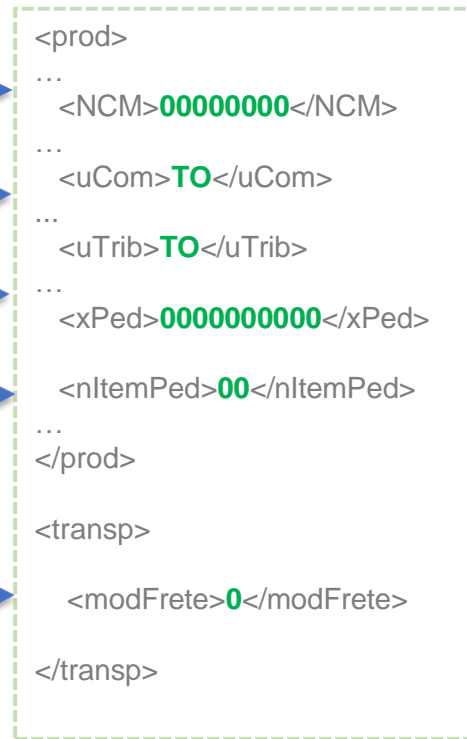 <prod>
…
<NCM>00000000</NCM>
…
<uCom>TO</uCom>
...
<uTrib>TO</uTrib>
…
<xPed>0000000000</xPed>
<nItemPed>00</nItemPed>
…
</prod>
<transp>
<modFrete>0</modFrete>
</transp>